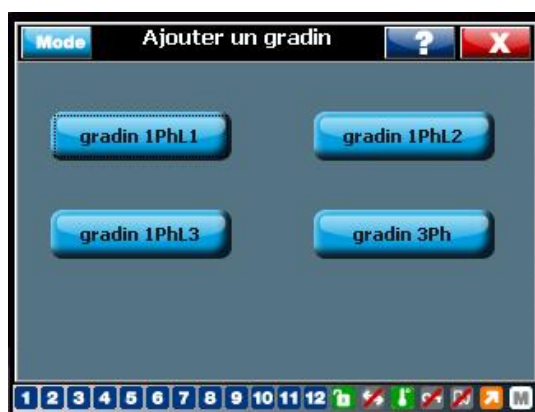 Mode Ajouter un gradin ? X
gradin 1PhL1 gradin 1PhL2
gradin 1PhL3 gradin 3Ph
1 2 3 4 5 6 7 8 9 10 11 12 M